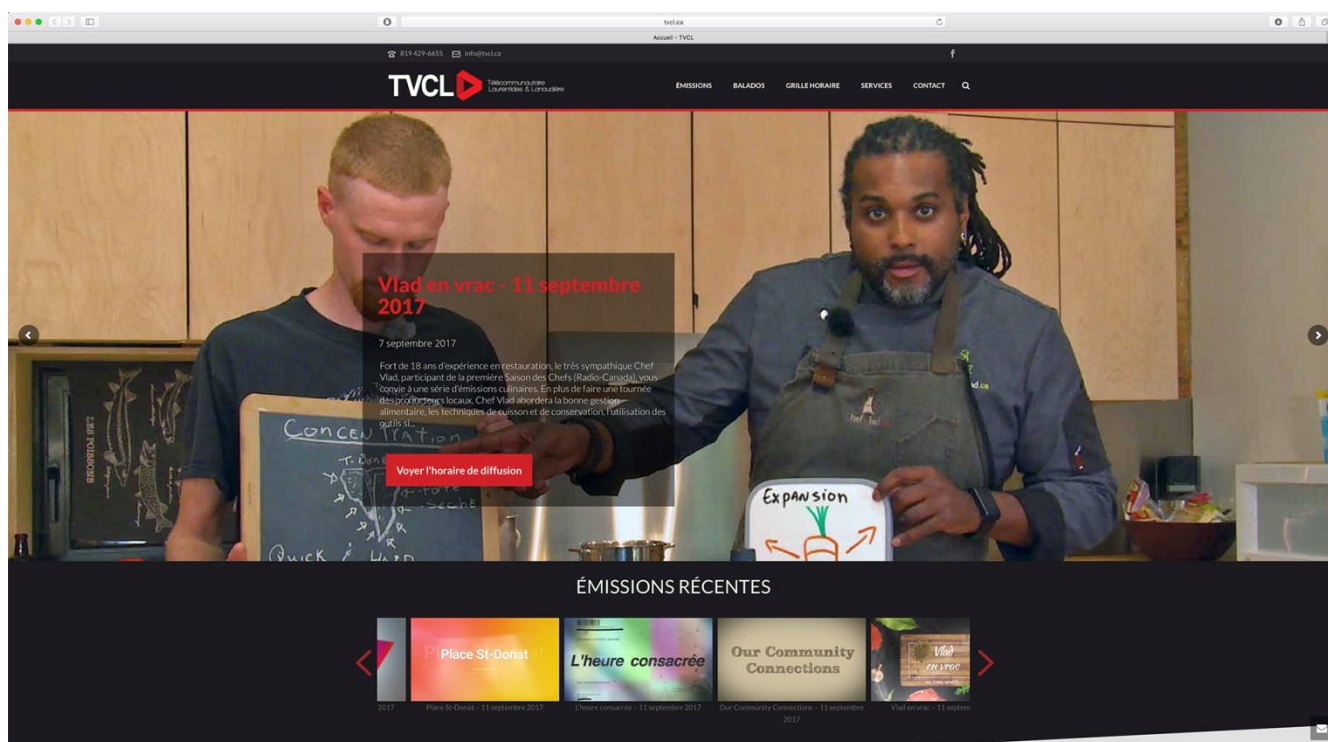 tvcl.ca
Accueil - TVCL
819 429-6655 info@tvcl.ca
TVCL Télécommunautaire
Laurentides & Lanaudière
ÉMISSIONS BALADOS GRILLE HORAIRE SERVICES CONTACT
Vlad en vrac - 11 septembre
2017
7 septembre 2017
Fort de 18 ans d'expérience en restauration, le très sympathique Chef
Vlad, participant de la première Saison des Chefs (Radio-Canada), vous
convie à une série d'émissions culinaires. En plus de faire une tournée
des producteurs locaux, Chef Vlad abordera la bonne gestion
alimentaire, les techniques de cuisson et de conservation, l'utilisation des
outils si...
Voyer l'horaire de diffusion
LES POISSONS
CONCENTRATION
T-Bone
SECHE
QUICK & HARD
EXPANSION
ÉMISSIONS RÉCENTES
Place St-Donat
L'heure consacrée
Our Community
Connections
Vlad
en vrac
2017
Place St-Donat – 11 septembre 2017
L'heure consacrée – 11 septembre 2017
Our Community Connections – 11 septembre
2017
Vlad en vrac – 11 septem